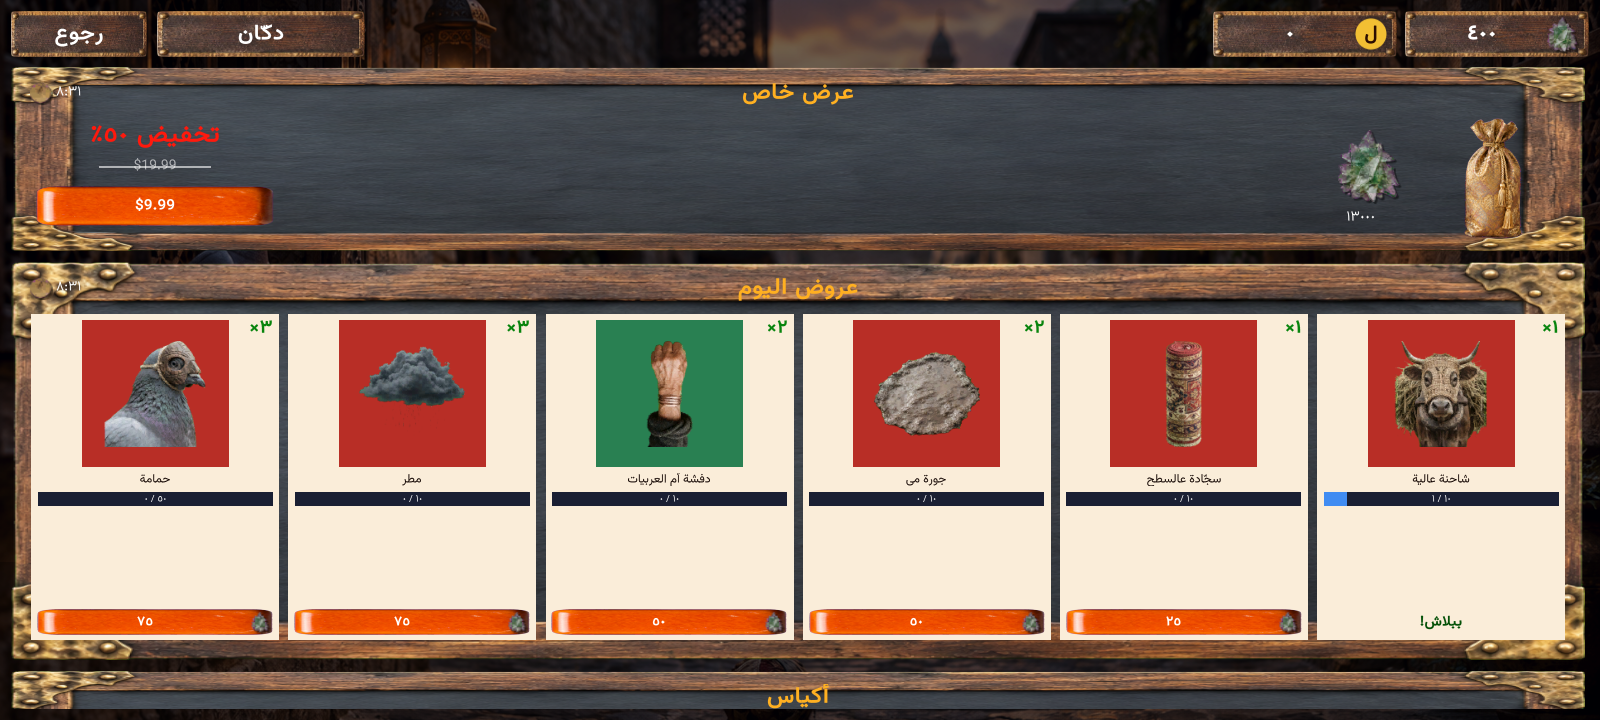 رجوع
دكان
ل ٠
٤٠٠
عرض خاص
٨:٣١
تخفيض ٥٠٪
$19.99
$9.99
١٣٠٠٠
عروض اليوم
٨:٣١
×١
شاحنة عالية
١ / ١٠
ببلاش!
×١
سجّادة عالسطح
٠ / ١٠
٢٥
×٢
جورة مي
٠ / ١٠
٥٠
×٢
دفشة أم العربيات
٠ / ١٠
٥٠
×٣
مطر
٠ / ١٠
٧٥
×٣
حمامة
٠ / ٥٠
٧٥
أكياس